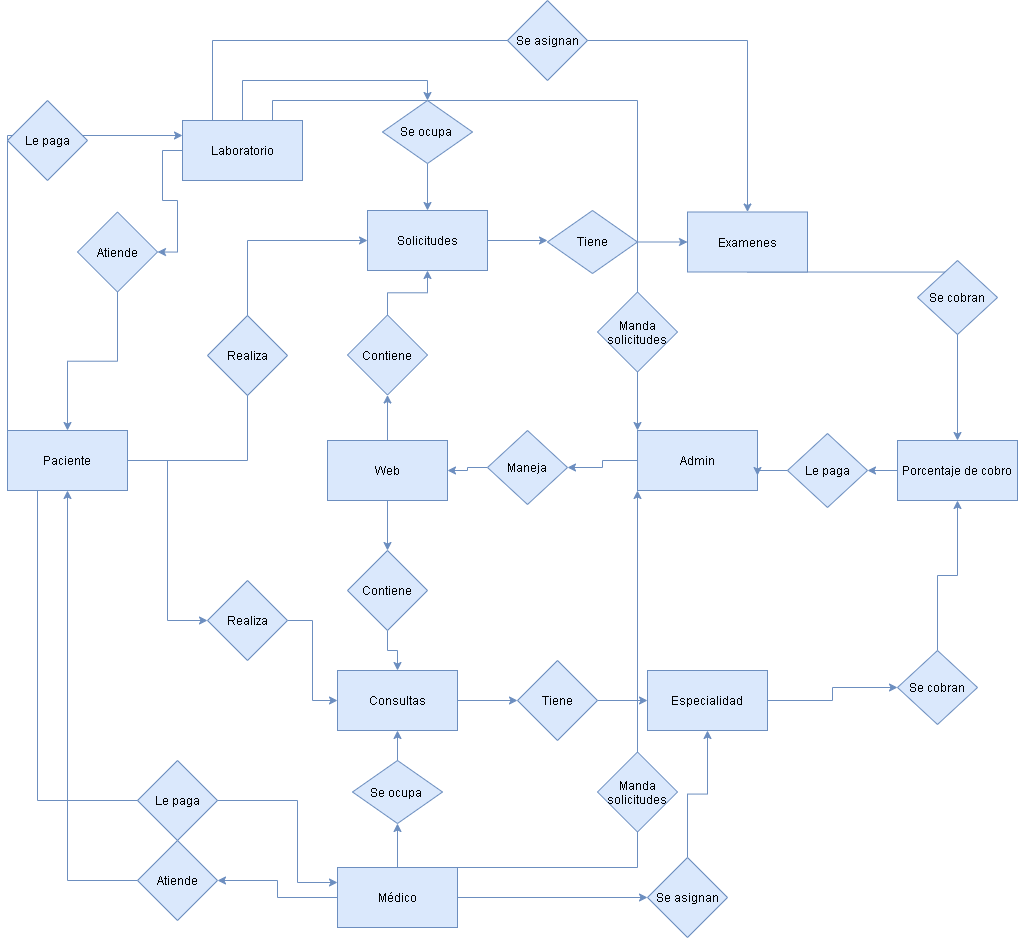 Se asignan
Le paga
Laboratorio
Se ocupa
Atiende
Solicitudes
Tiene
Examenes
Se cobran
Realiza
Contiene
Manda
solicitudes
Paciente
Web
Maneja
Admin
Le paga
Porcentaje de cobro
Realiza
Contiene
Consultas
Tiene
Especialidad
Se cobran
Le paga
Se ocupa
Manda
solicitudes
Atiende
Médico
Se asignan